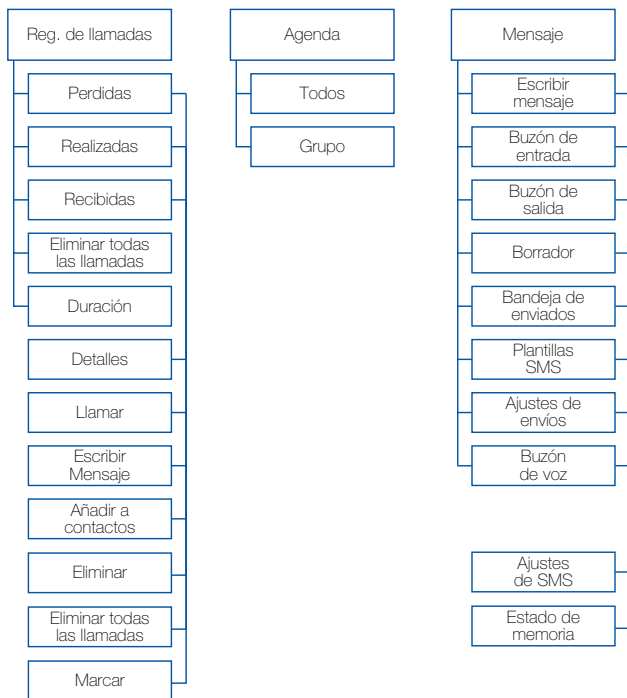 Reg. de llamadas
Perdidas
Realizadas
Recibidas
Eliminar todas
las llamadas
Duración
Detalles
Llamar
Escribir
Mensaje
Añadir a
contactos
Eliminar
Eliminar todas
las llamadas
Marcar
Agenda
Todos
Grupo
Mensaje
Escribir
mensaje
Buzón de
entrada
Buzón de
salida
Borrador
Bandeja de
enviados
Plantillas
SMS
Ajustes de
envíos
Buzón
de voz
Ajustes
de SMS
Estado de
memoria